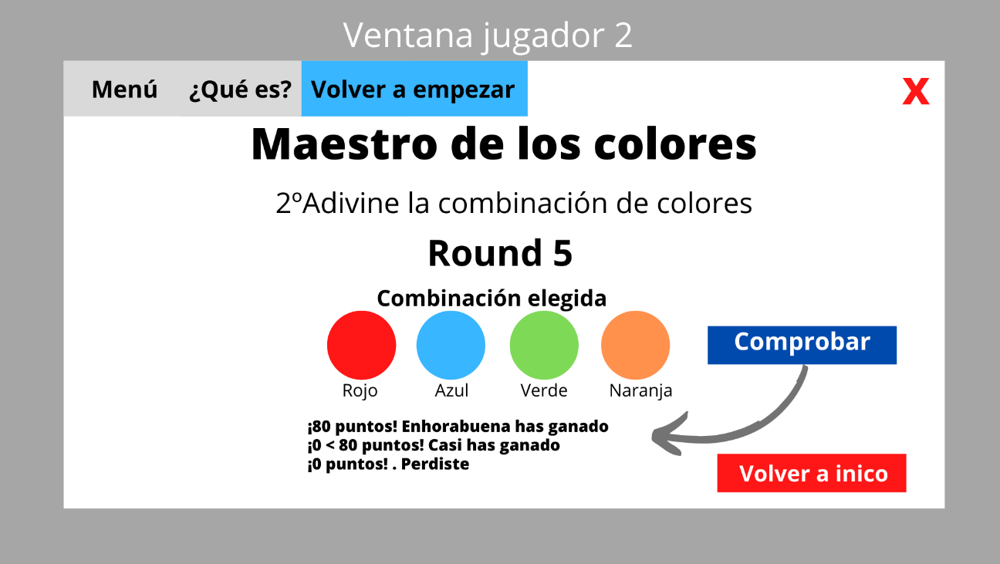 Ventana jugador 2
Menú ¿Qué es? Volver a empezar X
Maestro de los colores
2ºAdivine la combinación de colores
Round 5
Combinación elegida
Comprobar
Rojo Azul Verde Naranja
¡80 puntos! Enhorabuena has ganado
¡0 < 80 puntos! Casi has ganado
¡0 puntos! . Perdiste
Volver a inico